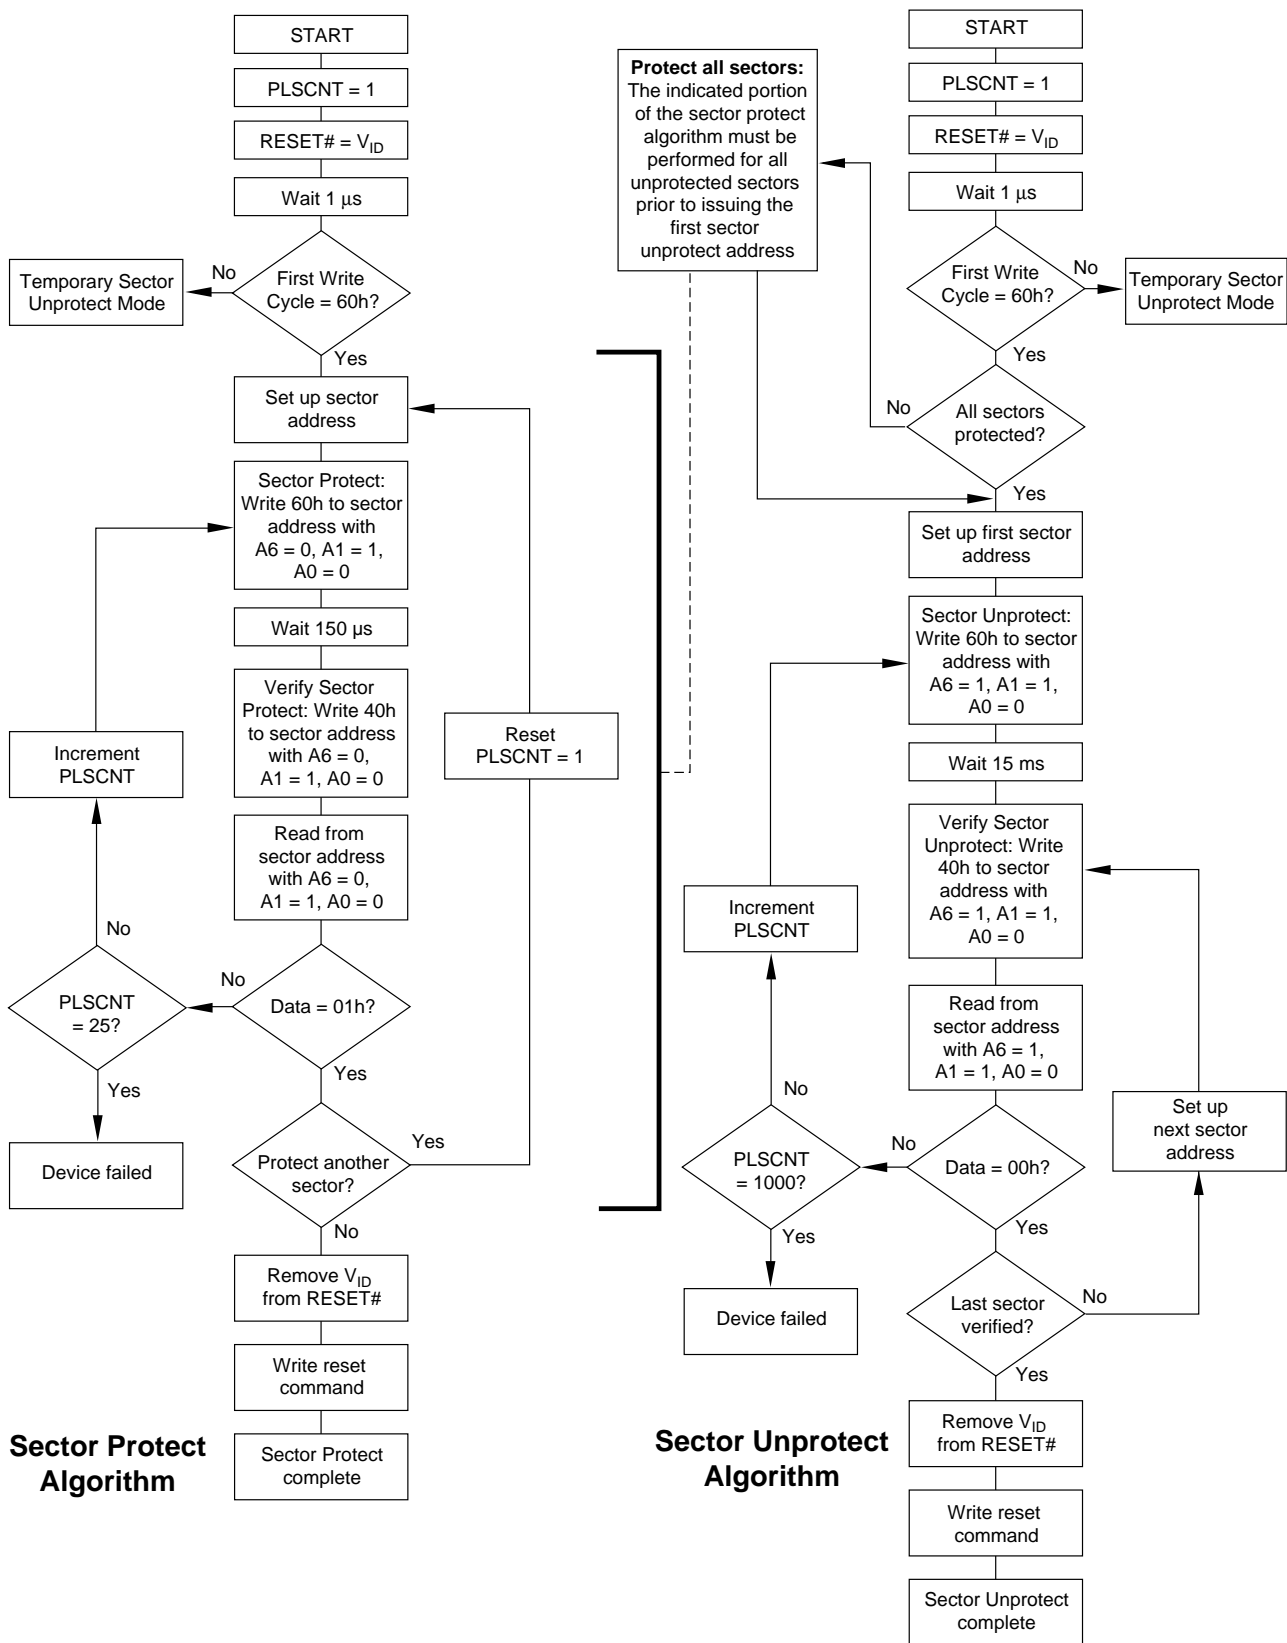 START
PLSCNT = 1
RESET# = VID
Wait 1 μs
First Write
Cycle = 60h?
No
Temporary Sector
Unprotect Mode
Yes
Set up sector
address
Sector Protect:
Write 60h to sector
address with
A6 = 0, A1 = 1,
A0 = 0
Wait 150 µs
Verify Sector
Protect: Write 40h
to sector address
with A6 = 0,
A1 = 1, A0 = 0
Reset
PLSCNT = 1
Increment
PLSCNT
Read from
sector address
with A6 = 0,
A1 = 1, A0 = 0
No
No
PLSCNT
= 25?
Data = 01h?
Yes
Yes
Device failed
Protect another
sector?
Yes
No
Remove VID
from RESET#
Write reset
command
Sector Protect
complete
Sector Protect
Algorithm
Protect all sectors:
The indicated portion
of the sector protect
algorithm must be
performed for all
unprotected sectors
prior to issuing the
first sector
unprotect address
START
PLSCNT = 1
RESET# = VID
Wait 1 μs
First Write
Cycle = 60h?
No
Temporary Sector
Unprotect Mode
Yes
No
All sectors
protected?
Yes
Set up first sector
address
Sector Unprotect:
Write 60h to sector
address with
A6 = 1, A1 = 1,
A0 = 0
Wait 15 ms
Verify Sector
Unprotect: Write
40h to sector
address with
A6 = 1, A1 = 1,
A0 = 0
Increment
PLSCNT
Read from
sector address
with A6 = 1,
A1 = 1, A0 = 0
No
No
PLSCNT
= 1000?
Data = 00h?
Set up
next sector
address
Yes
Yes
Device failed
Last sector
verified?
No
Yes
Remove VID
from RESET#
Write reset
command
Sector Unprotect
complete
Sector Unprotect
Algorithm